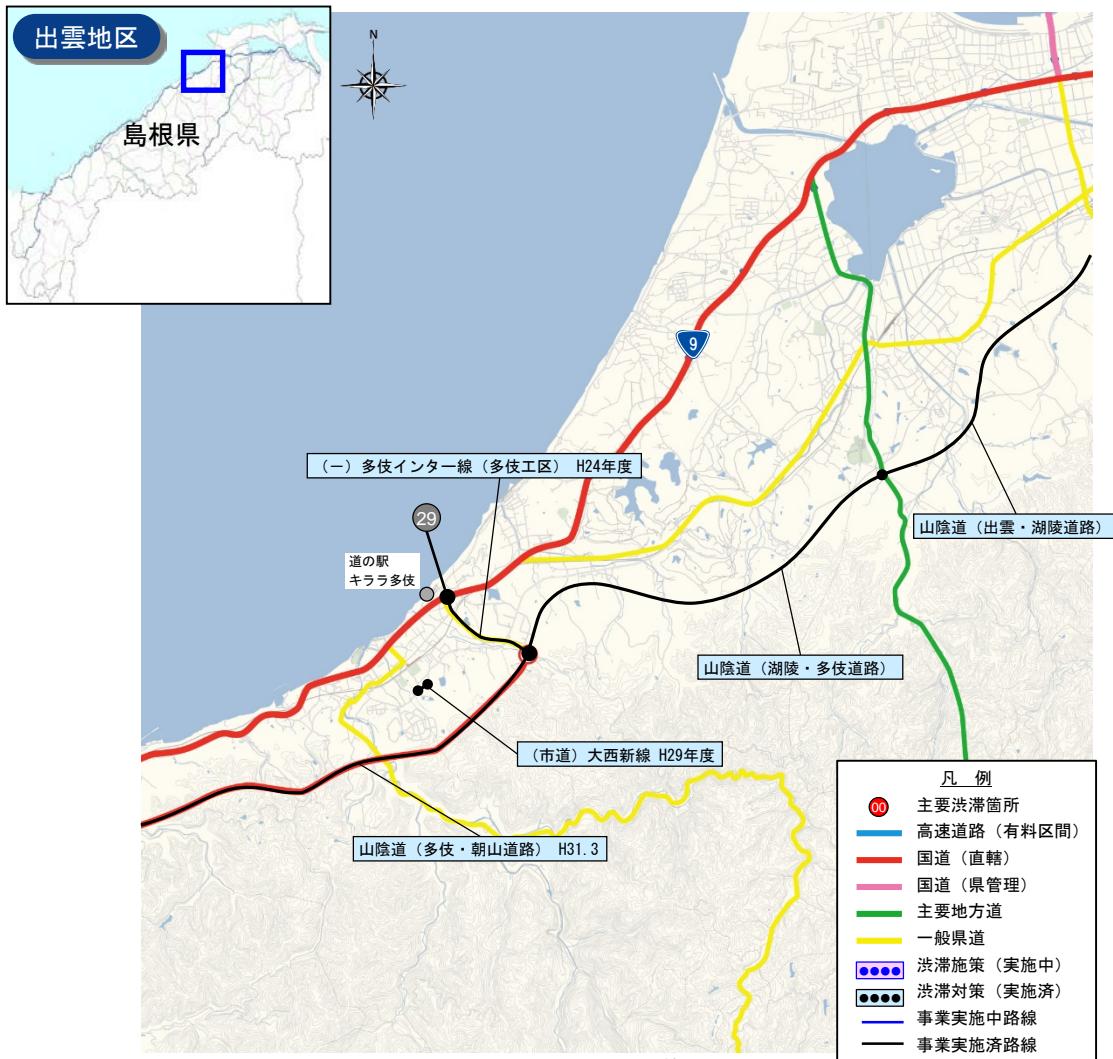 出雲地区
島根県
N
9
(一)多伎インター線(多伎工区) H24年度
29
道の駅
キララ多伎
山陰道(出雲・湖陵道路)
山陰道(湖陵・多伎道路)
(市道)大西新線 H29年度
山陰道(多伎・朝山道路) H31.3
凡 例
00 主要渋滞箇所
高速道路(有料区間)
国道(直轄)
国道(県管理)
主要地方道
一般県道
渋滞施策(実施中)
渋滞対策(実施済)
事業実施中路線
事業実施済路線